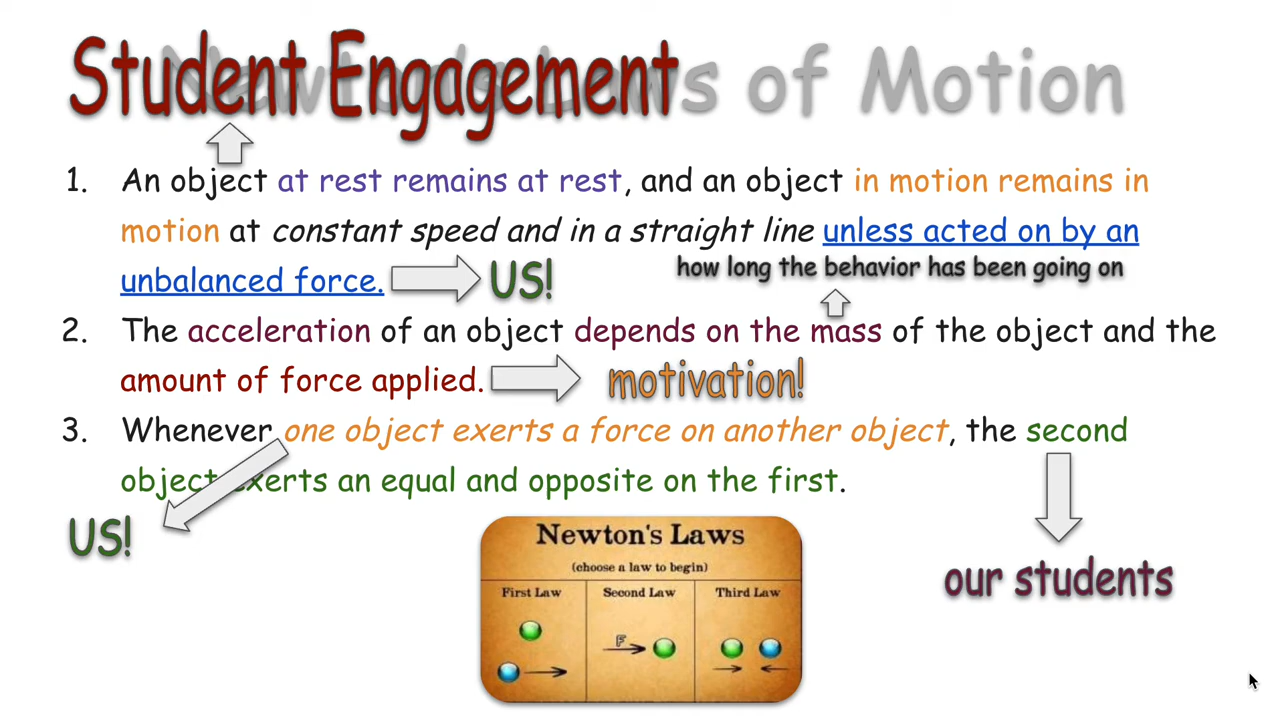 Student Engagement
Newton's Laws of Motion
1. An object at rest remains at rest, and an object in motion remains in
motion at constant speed and in a straight line unless acted on by an
unbalanced force.
US!
how long the behavior has been going on
2. The acceleration of an object depends on the mass of the object and the
amount of force applied.
motivation!
3. Whenever one object exerts a force on another object, the second
object exerts an equal and opposite on the first.
US!
our students
Newton's Laws
(choose a law to begin)
First Law
Second Law
Third Law
F